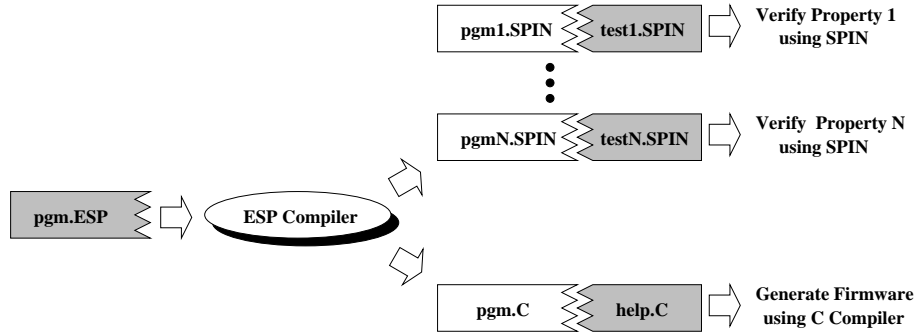 pgm1.SPIN
test1.SPIN
Verify Property 1
using SPIN
pgmN.SPIN
testN.SPIN
Verify Property N
using SPIN
pgm.ESP
ESP Compiler
pgm.C
help.C
Generate Firmware
using C Compiler